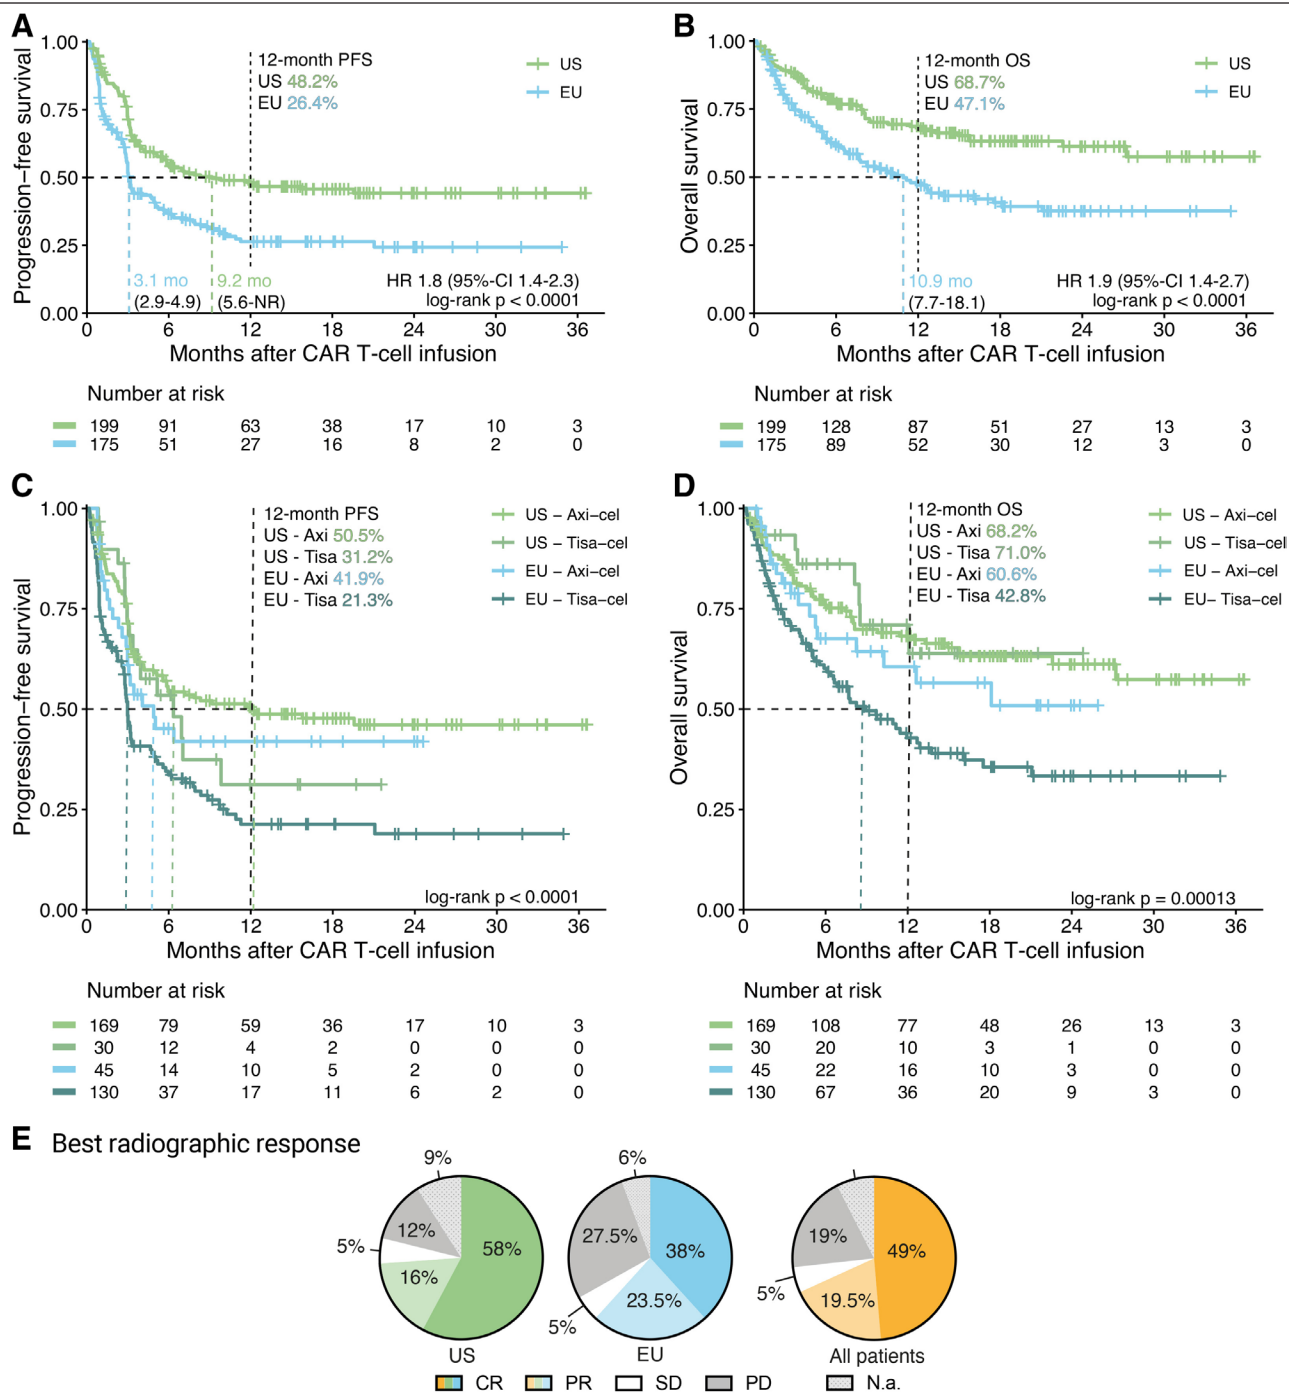 A
1.00
0.75
0.50
0.25
0.00
Progression–free survival
12-month PFS
US 48.2%
EU 26.4%
US
EU
3.1 mo
(2.9-4.9)
9.2 mo
(5.6-NR)
HR 1.8 (95%-CI 1.4-2.3)
log-rank p < 0.0001
0 6 12 18 24 30 36
Months after CAR T-cell infusion
Number at risk
199 91 63 38 17 10 3
175 51 27 16 8 2 0
B
1.00
0.75
0.50
0.25
0.00
Overall survival
12-month OS
US 68.7%
EU 47.1%
US
EU
10.9 mo
(7.7-18.1)
HR 1.9 (95%-CI 1.4-2.7)
log-rank p < 0.0001
0 6 12 18 24 30 36
Months after CAR T-cell infusion
Number at risk
199 128 87 51 27 13 3
175 89 52 30 12 3 0
C
1.00
0.75
0.50
0.25
0.00
Progression–free survival
12-month PFS
US - Axi 50.5%
US - Tisa 31.2%
EU - Axi 41.9%
EU - Tisa 21.3%
US – Axi–cel
US – Tisa–cel
EU – Axi–cel
EU – Tisa–cel
log-rank p < 0.0001
0 6 12 18 24 30 36
Months after CAR T-cell infusion
Number at risk
169 79 59 36 17 10 3
30 12 4 2 0 0 0
45 14 10 5 2 0 0
130 37 17 11 6 2 0
D
1.00
0.75
0.50
0.25
0.00
Overall survival
12-month OS
US - Axi 68.2%
US - Tisa 71.0%
EU - Axi 60.6%
EU - Tisa 42.8%
US – Axi–cel
US – Tisa–cel
EU – Axi–cel
EU– Tisa–cel
log-rank p = 0.00013
0 6 12 18 24 30 36
Months after CAR T-cell infusion
Number at risk
169 108 77 48 26 13 3
30 20 10 3 1 0 0
45 22 16 10 3 0 0
130 67 36 20 9 3 0
E Best radiographic response
9%
12%
5%
16%
58%
US
6%
27.5%
38%
23.5%
5%
EU
19%
49%
5%
19.5%
All patients
CR PR SD PD N.a.